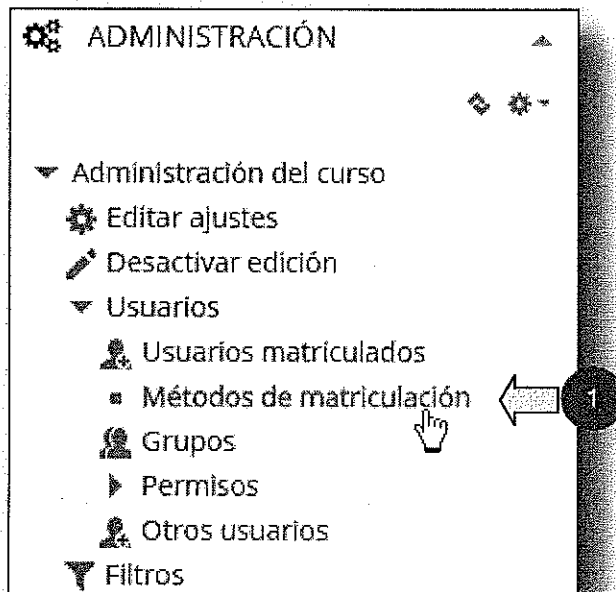 ADMINISTRACIÓN
Administración del curso
Editar ajustes
Desactivar edición
Usuarios
Usuarios matriculados
Métodos de matriculación
1
Grupos
Permisos
Otros usuarios
Filtros